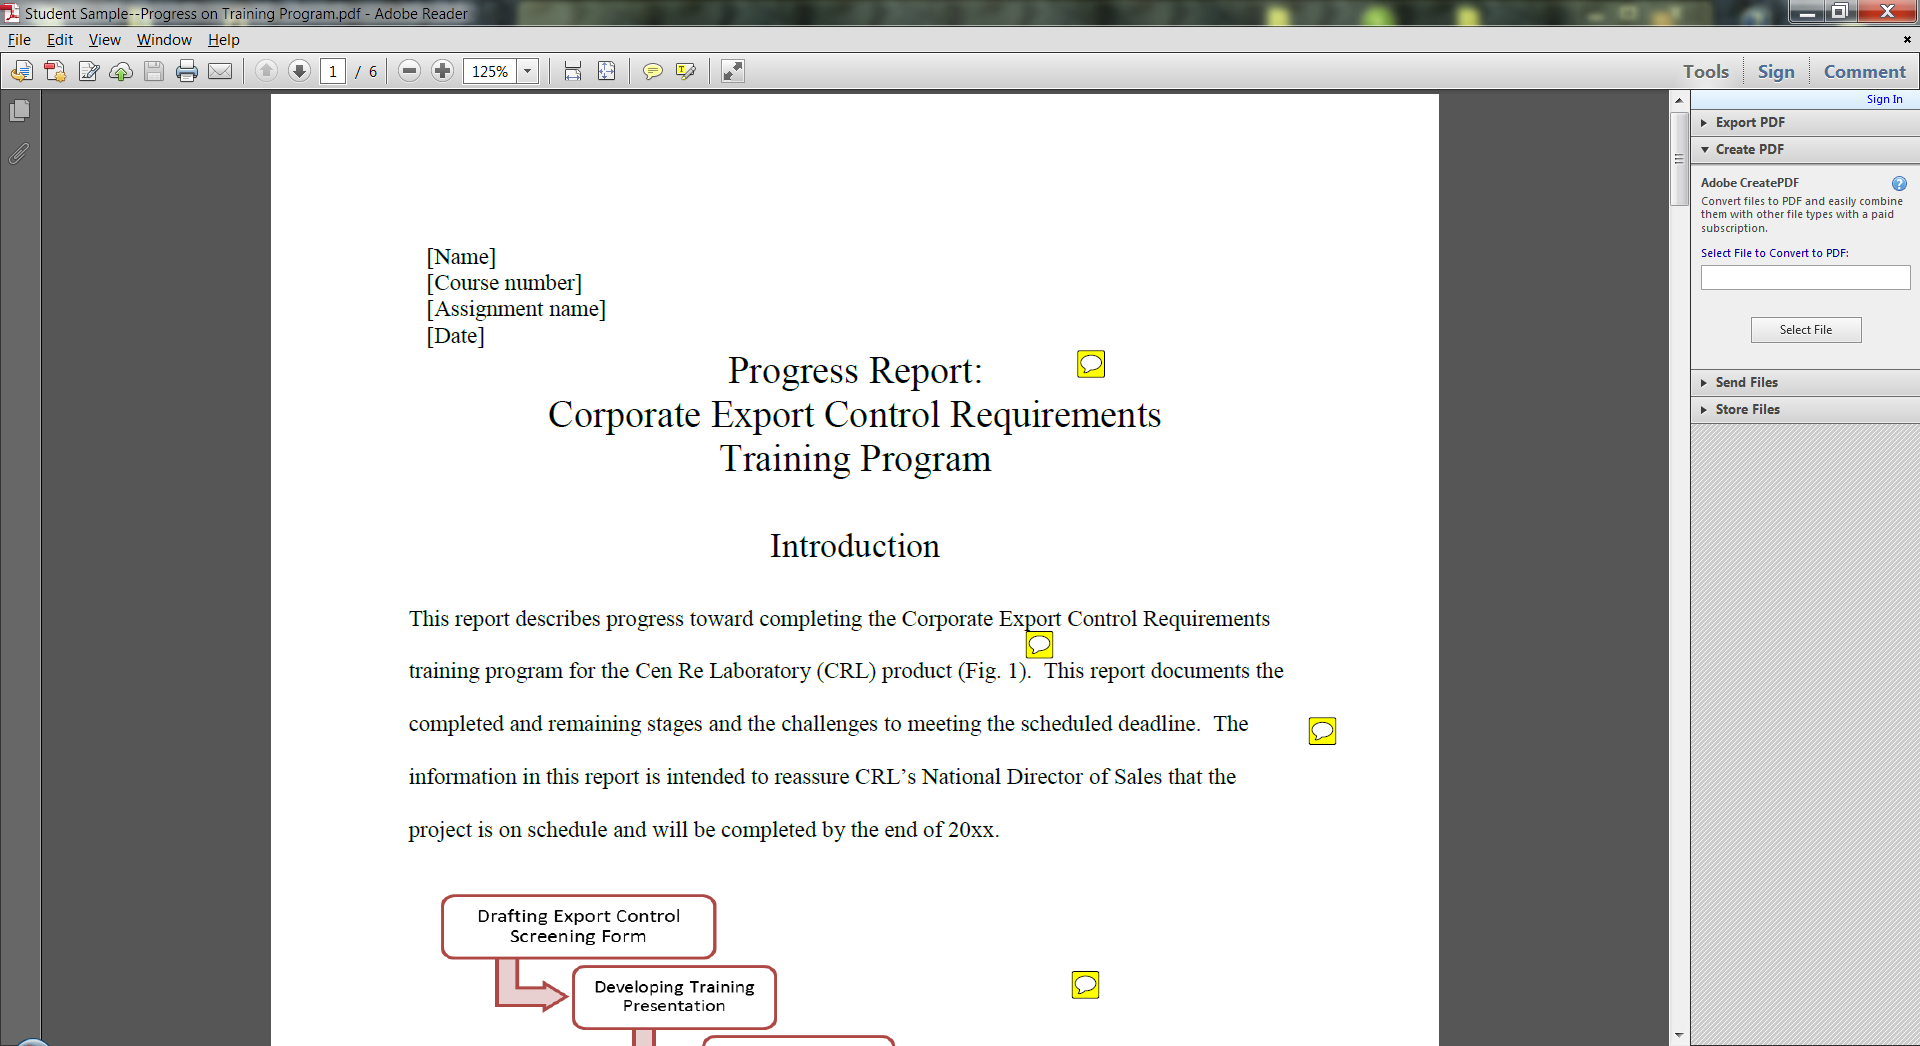 Student Sample--Progress on Training Program.pdf - Adobe Reader
File Edit View Window Help
1 / 6 125% Tools Sign Comment
Sign In
Export PDF
Create PDF
Adobe CreatePDF
Convert files to PDF and easily combine
them with other file types with a paid
subscription.
Select File to Convert to PDF:
Select File
Send Files
Store Files
[Name]
[Course number]
[Assignment name]
[Date]
Progress Report:
Corporate Export Control Requirements
Training Program
Introduction
This report describes progress toward completing the Corporate Export Control Requirements
training program for the Cen Re Laboratory (CRL) product (Fig. 1).  This report documents the
completed and remaining stages and the challenges to meeting the scheduled deadline.  The
information in this report is intended to reassure CRL’s National Director of Sales that the
project is on schedule and will be completed by the end of 20xx.
Drafting Export Control
Screening Form
Developing Training
Presentation